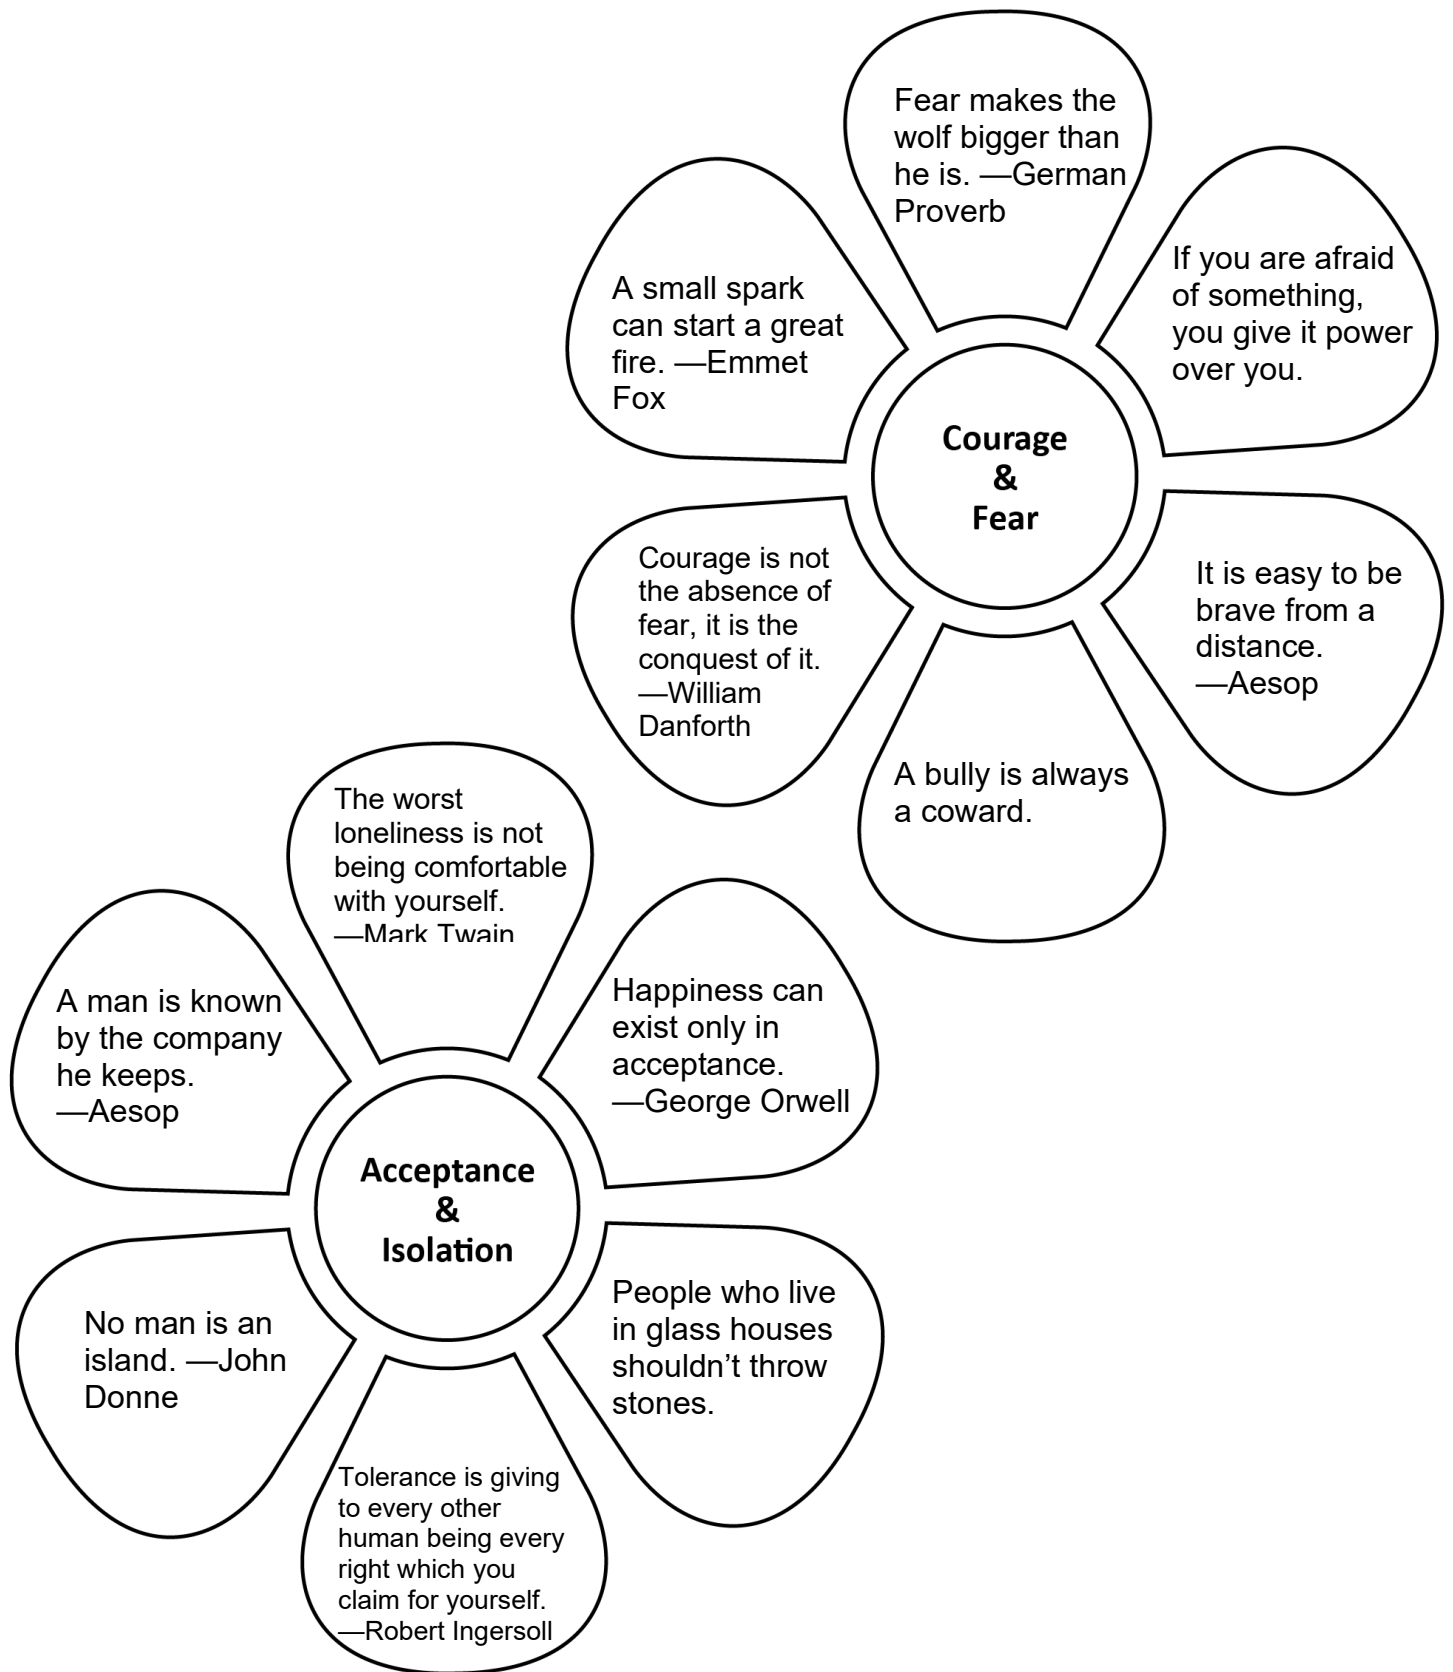 Fear makes the
wolf bigger than
he is. —German
Proverb
If you are afraid
of something,
you give it power
over you.
It is easy to be
brave from a
distance.
—Aesop
A bully is always
a coward.
Courage is not
the absence of
fear, it is the
conquest of it.
—William
Danforth
A small spark
can start a great
fire. —Emmet
Fox
Courage
&
Fear
The worst
loneliness is not
being comfortable
with yourself.
—Mark Twain
Happiness can
exist only in
acceptance.
—George Orwell
People who live
in glass houses
shouldn’t throw
stones.
Tolerance is giving
to every other
human being every
right which you
claim for yourself.
—Robert Ingersoll
No man is an
island. —John
Donne
A man is known
by the company
he keeps.
—Aesop
Acceptance
&
Isolation